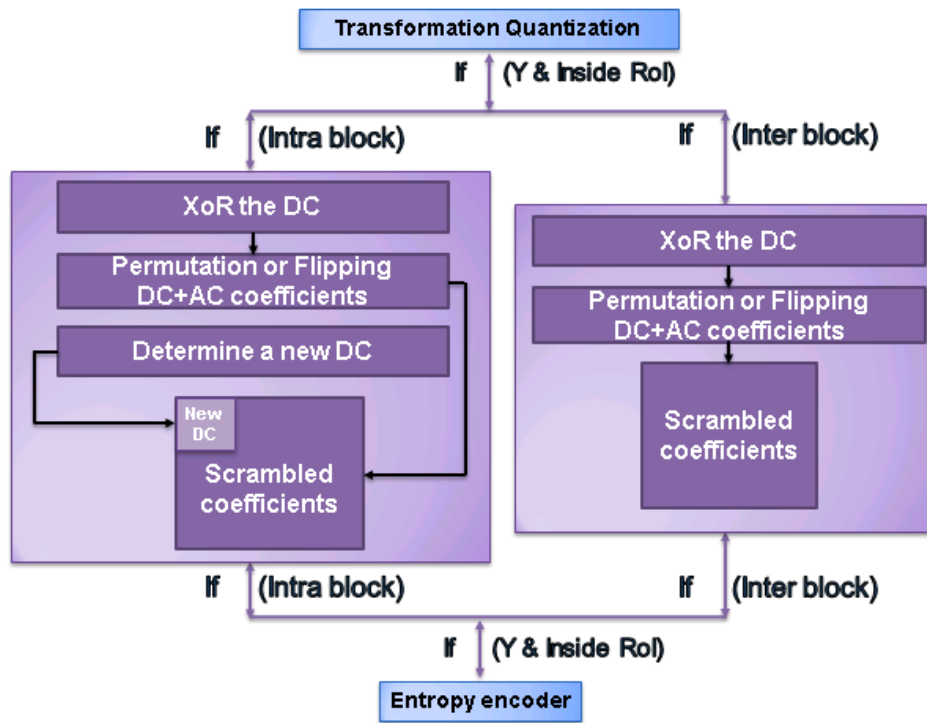 Transformation Quantization
If (Y & Inside RoI)
If (Intra block)
If (Inter block)
XoR the DC
Permutation or Flipping
DC+AC coefficients
Determine a new DC
New
DC
Scrambled
coefficients
XoR the DC
Permutation or Flipping
DC+AC coefficients
Scrambled
coefficients
If (Intra block)
If (Inter block)
If (Y & Inside RoI)
Entropy encoder